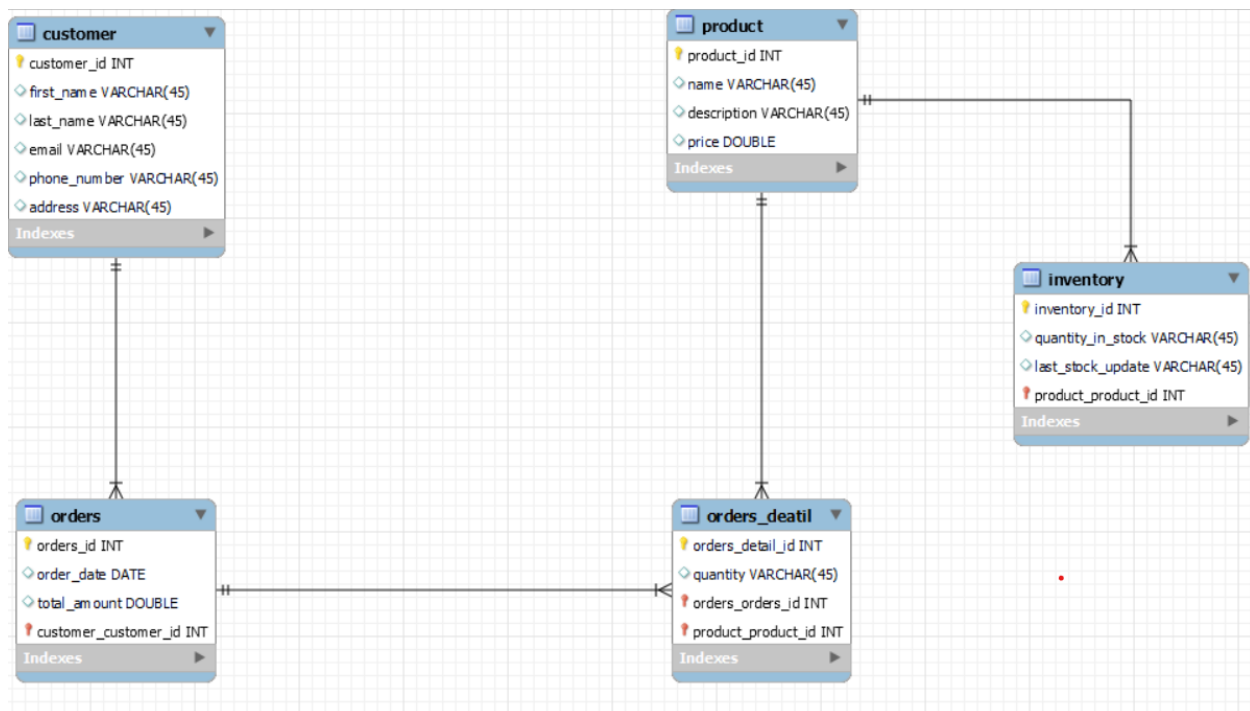 customer
customer_id INT
first_name VARCHAR(45)
last_name VARCHAR(45)
email VARCHAR(45)
phone_number VARCHAR(45)
address VARCHAR(45)
Indexes
product
product_id INT
name VARCHAR(45)
description VARCHAR(45)
price DOUBLE
Indexes
inventory
inventory_id INT
quantity_in_stock VARCHAR(45)
last_stock_update VARCHAR(45)
product_product_id INT
Indexes
orders
orders_id INT
order_date DATE
total_amount DOUBLE
customer_customer_id INT
Indexes
orders_deatil
orders_detail_id INT
quantity VARCHAR(45)
orders_orders_id INT
product_product_id INT
Indexes